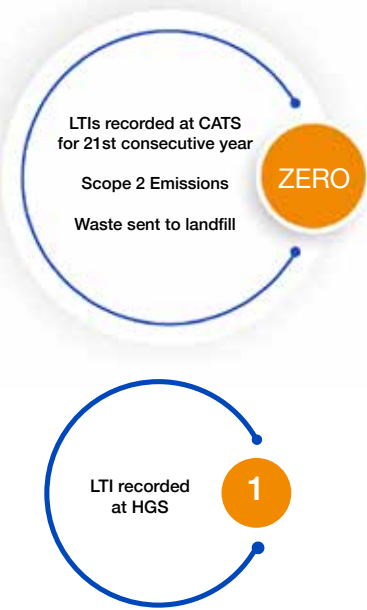 LTIs recorded at CATS
for 21st consecutive year
Scope 2 Emissions
Waste sent to landfill
ZERO
LTI recorded
at HGS
1